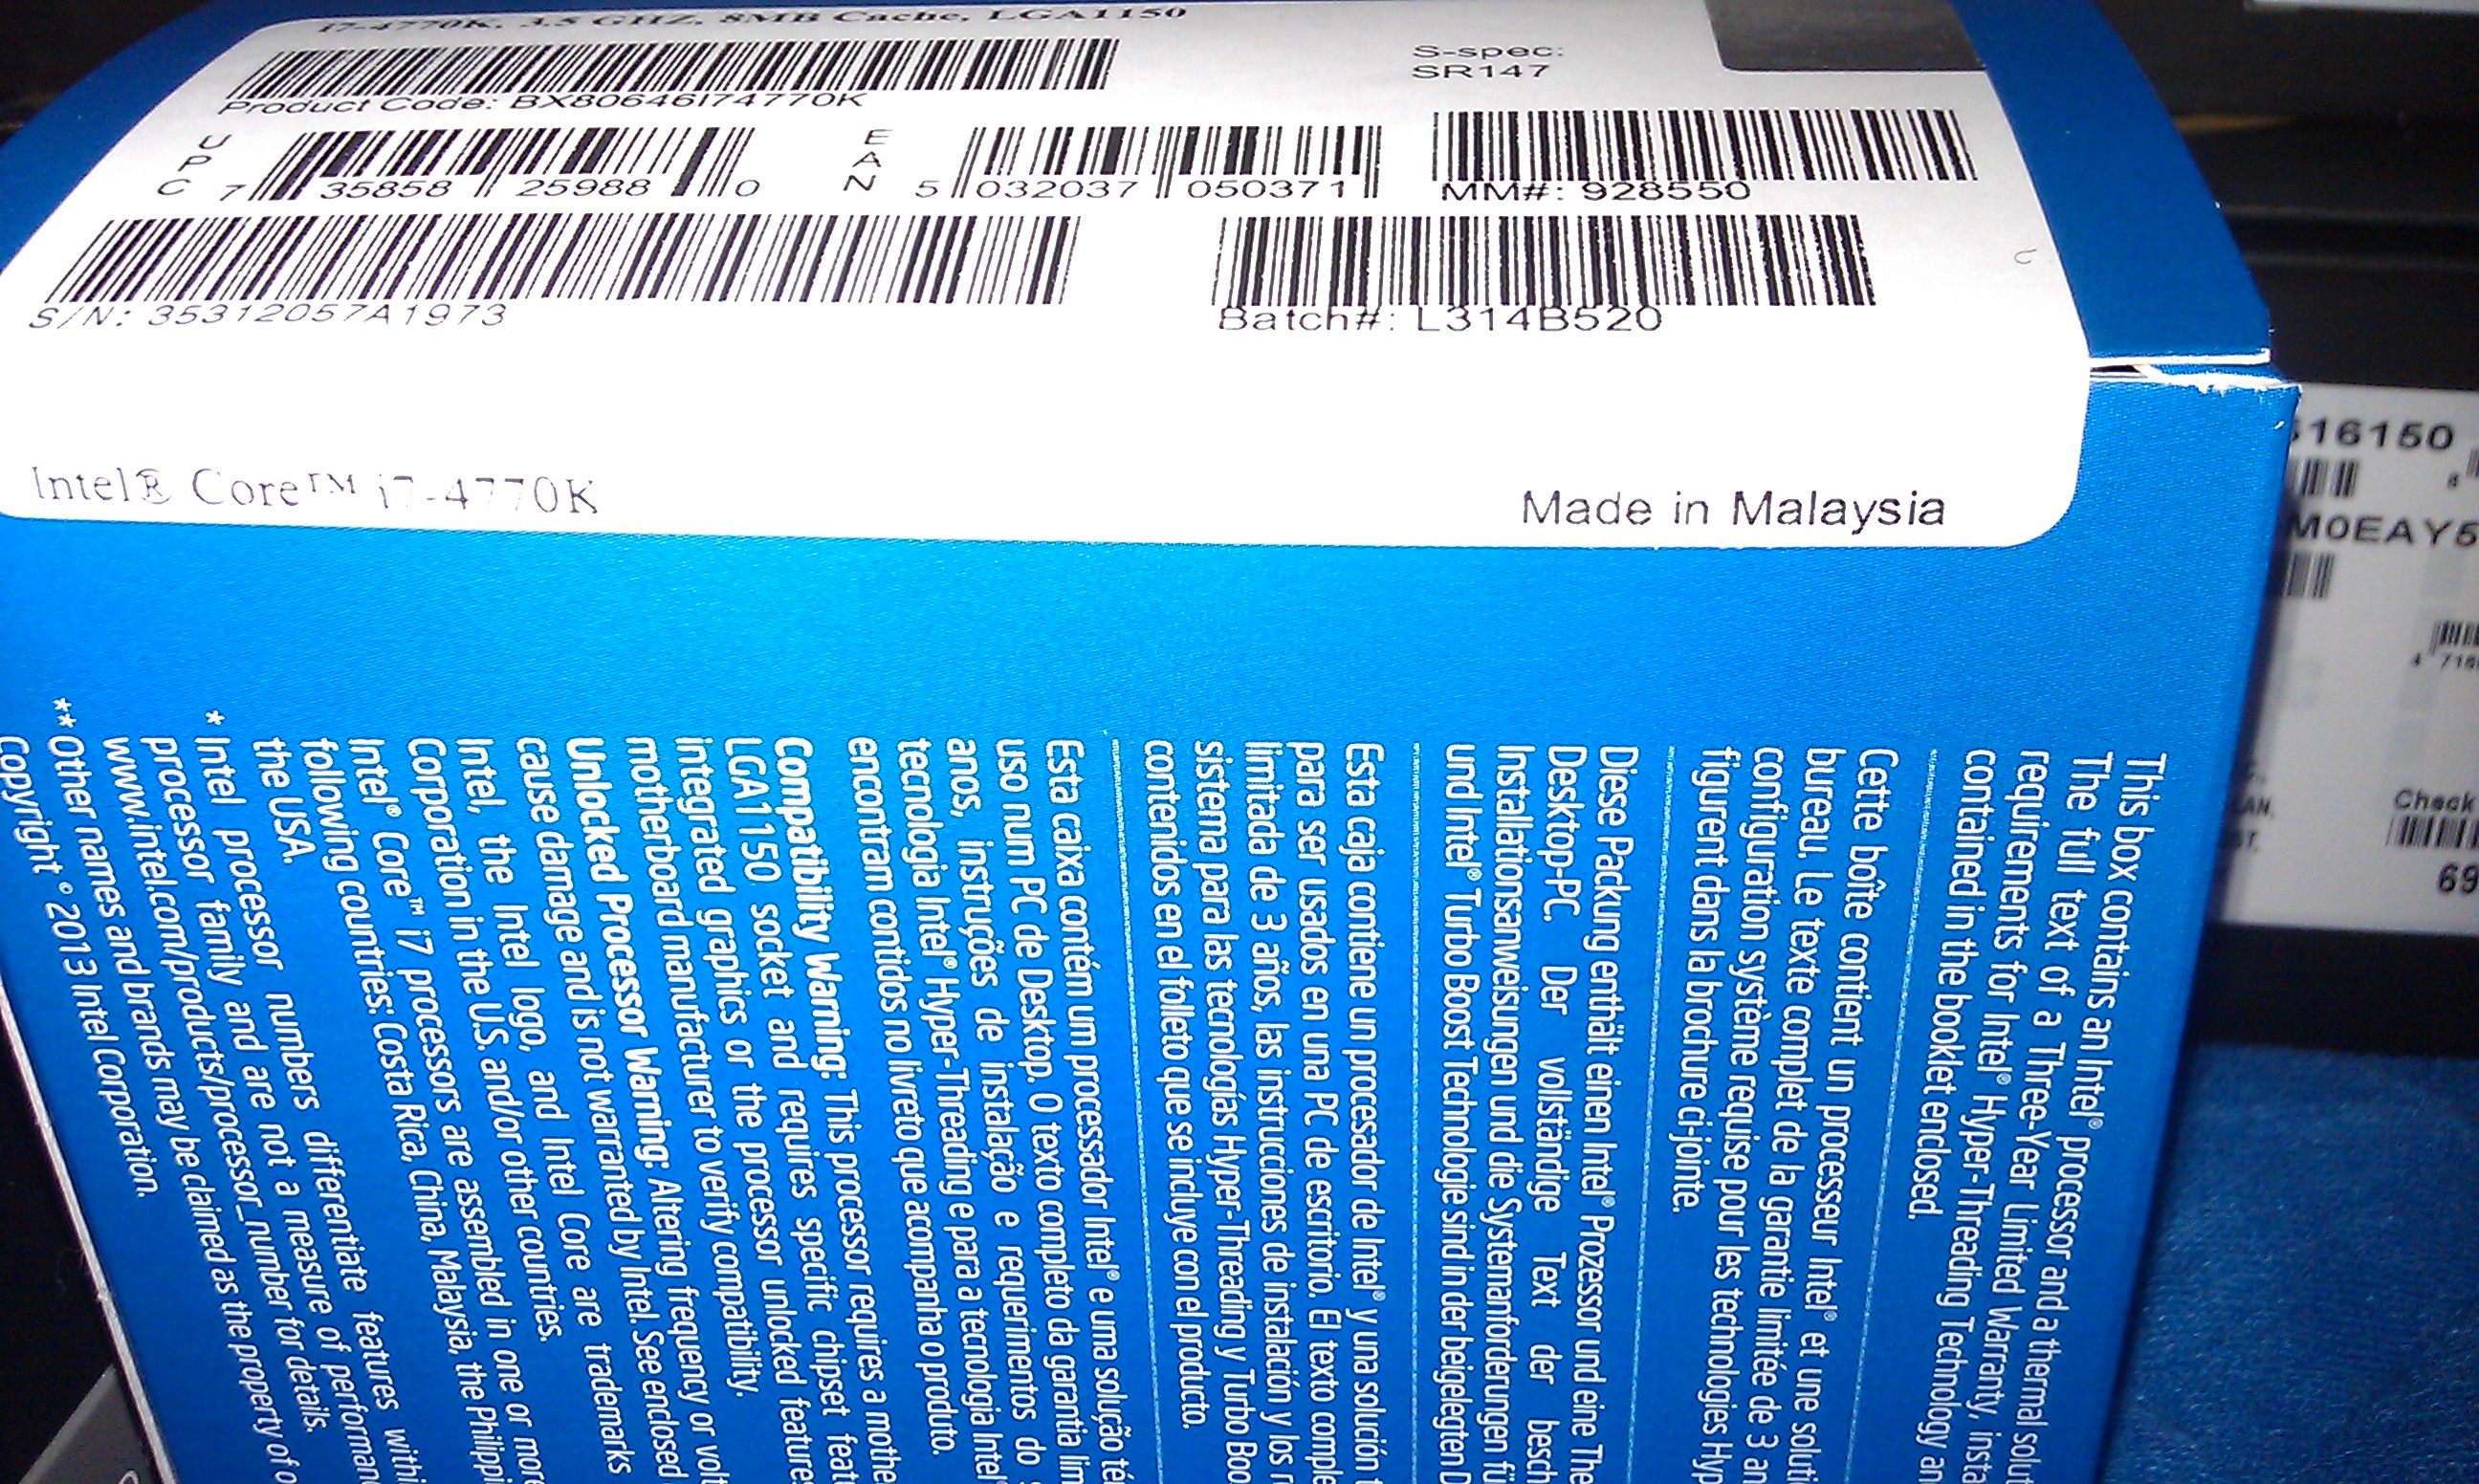 i7-4770K, 3.5 GHZ, 8MB Cache, LGA1150
S-spec:
SR147
Product Code: BX80646I74770K
UPC 7 35858 25988 0
EAN 5 032037 050371
MM#: 928550
S/N: 35312057A1973
Batch#: L314B520
Intel® Core™ i7-4770K
Made in Malaysia
This box contains an Intel® processor and a thermal
The full text of a Three-Year Limited Warranty,
requirements for Intel® Hyper-Threading Technology
contained in the booklet enclosed.
Cette boîte contient un processeur Intel® et une
bureau. Le texte complet de la garantie limitée de 3
configuration système requise pour les technologies
figurent dans la brochure ci-jointe.
Diese Packung enthält einen Intel® Prozessor und eine
Desktop-PC. Der vollständige Text der
Installationsanweisungen und die Systemanforderungen
und Intel® Turbo Boost Technologie sind in der beigelegten
Esta caja contiene un procesador de Intel® y una solución
para ser usados en una PC de escritorio. El texto
limitada de 3 años, las instrucciones de instalación y los
sistema para las tecnologías Hyper-Threading y Turbo
contenidos en el folleto que se incluye con el producto.
Esta caixa contém um processador Intel® e uma solução
uso num PC de Desktop. O texto completo da garantia
anos, instruções de instalação e requerimentos do
tecnologia Intel® Hyper-Threading e para a tecnologia Intel®
encontram contidos no livreto que acompanha o produto.
Compatibility Warning: This processor requires a
LGA1150 socket and requires specific chipset
integrated graphics or the processor unlocked
motherboard manufacturer to verify compatibility.
Unlocked Processor Warning: Altering frequency or
cause damage and is not warranted by Intel. See enclosed
Intel, the Intel logo, and Intel Core are trademarks
Corporation in the U.S. and/or other countries.
Intel® Core™ i7 processors are assembled in one or more
following countries: Costa Rica, China, Malaysia, the
the USA.
* Intel processor numbers differentiate features
processor family and are not a measure of
www.intel.com/products/processor_number for details.
**Other names and brands may be claimed as the property of
Copyright © 2013 Intel Corporation.
16150
M0EAY5
Check
69